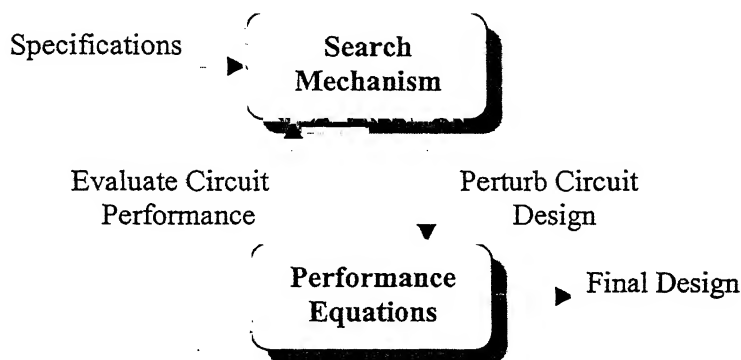 Specifications
Search
Mechanism
Evaluate Circuit
Performance
Perturb Circuit
Design
Performance
Equations
Final Design